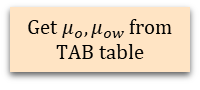 Get μₒ, μₒw from
TAB table